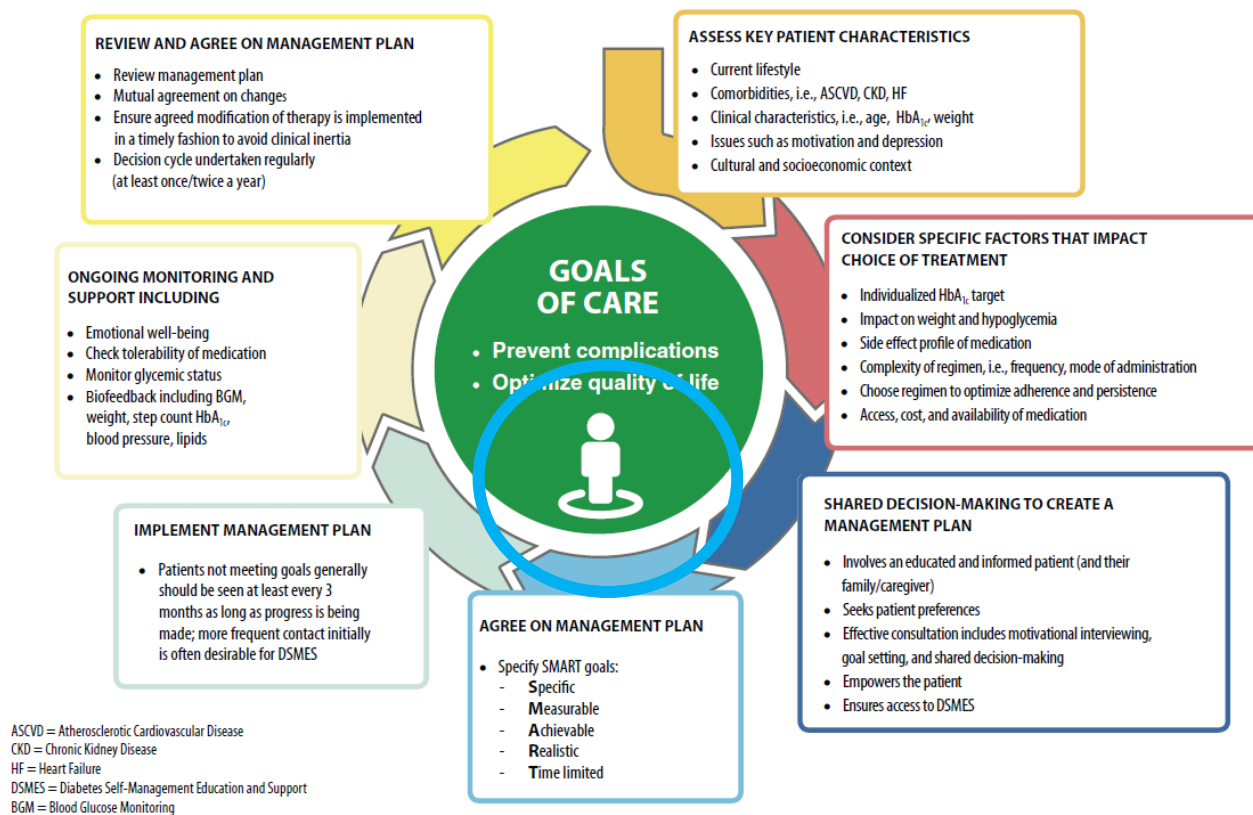 REVIEW AND AGREE ON MANAGEMENT PLAN
• Review management plan
• Mutual agreement on changes
• Ensure agreed modification of therapy is implemented
in a timely fashion to avoid clinical inertia
• Decision cycle undertaken regularly
(at least once/twice a year)
ASSESS KEY PATIENT CHARACTERISTICS
• Current lifestyle
• Comorbidities, i.e., ASCVD, CKD, HF
• Clinical characteristics, i.e., age, HbA1c, weight
• Issues such as motivation and depression
• Cultural and socioeconomic context
CONSIDER SPECIFIC FACTORS THAT IMPACT
CHOICE OF TREATMENT
• Individualized HbA1c target
• Impact on weight and hypoglycemia
• Side effect profile of medication
• Complexity of regimen, i.e., frequency, mode of administration
• Choose regimen to optimize adherence and persistence
• Access, cost, and availability of medication
SHARED DECISION-MAKING TO CREATE A
MANAGEMENT PLAN
• Involves an educated and informed patient (and their
family/caregiver)
• Seeks patient preferences
• Effective consultation includes motivational interviewing,
goal setting, and shared decision-making
• Empowers the patient
• Ensures access to DSMES
AGREE ON MANAGEMENT PLAN
• Specify SMART goals:
- Specific
- Measurable
- Achievable
- Realistic
- Time limited
IMPLEMENT MANAGEMENT PLAN
• Patients not meeting goals generally
should be seen at least every 3
months as long as progress is being
made; more frequent contact initially
is often desirable for DSMES
ONGOING MONITORING AND
SUPPORT INCLUDING
• Emotional well-being
• Check tolerability of medication
• Monitor glycemic status
• Biofeedback including BGM,
weight, step count HbA1c,
blood pressure, lipids
GOALS
OF CARE
• Prevent complications
• Optimize quality of life
ASCVD = Atherosclerotic Cardiovascular Disease
CKD = Chronic Kidney Disease
HF = Heart Failure
DSMES = Diabetes Self-Management Education and Support
BGM = Blood Glucose Monitoring